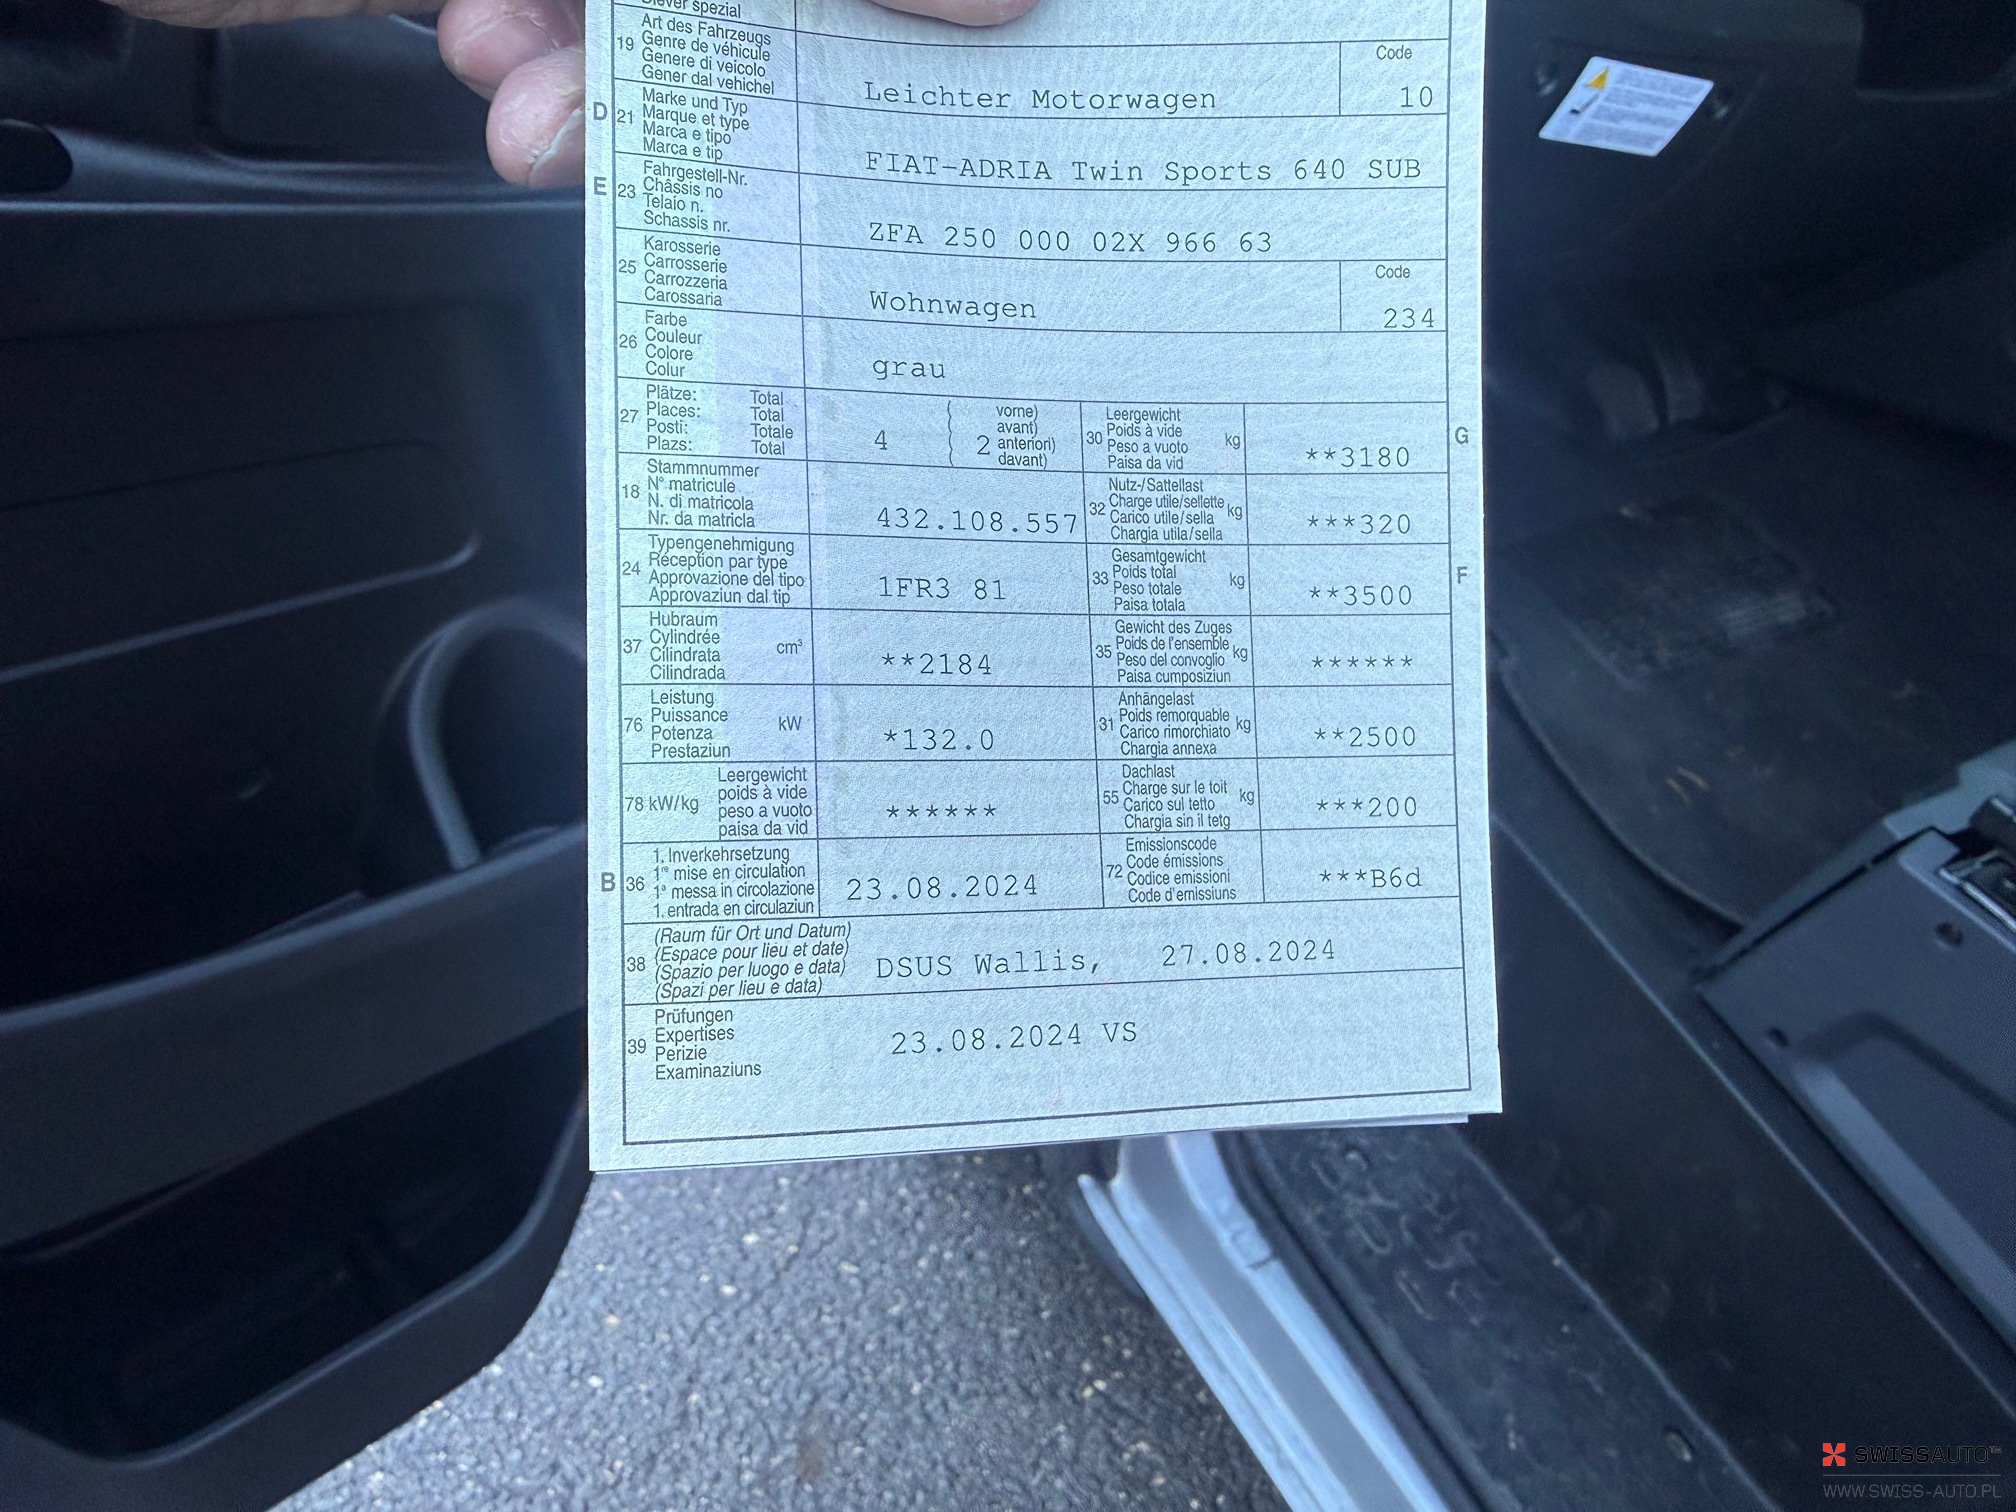 Art des Fahrzeugs
19 Genre de véhicule
Genere di veicolo
Gener dal vehichel
Leichter Motorwagen
Code
10
D 21 Marke und Typ
Marque et type
Marca e tipo
Marca e tip
FIAT-ADRIA Twin Sports 640 SUB
E 23 Fahrgestell-Nr.
Châssis no
Telaio n.
Schassis nr.
ZFA 250 000 02X 966 63
25 Karosserie
Carrosserie
Carrozzeria
Carossaria
Wohnwagen
Code
234
26 Farbe
Couleur
Colore
Colur
grau
27 Plätze: Total
Places: Total
Posti: Totale
Plazs: Total
4
( vorne)
( avant)
( 2 anteriori)
( davant)
30 Leergewicht
Poids à vide
Peso a vuoto
Paisa da vid
kg
**3180
G
18 Stammnummer
N° matricule
N. di matricola
Nr. da matricla
432.108.557
32 Nutz-/Sattellast
Charge utile/sellette
Carico utile/sella
Chargia utila/sella
kg
***320
24 Typengenehmigung
Réception par type
Approvazione del tipo
Approvaziun dal tip
1FR3 81
33 Gesamtgewicht
Poids total
Peso totale
Paisa totala
kg
**3500
F
37 Hubraum
Cylindrée
Cilindrata
Cilindrada
cm³
**2184
35 Gewicht des Zuges
Poids de l'ensemble
Peso del convoglio
Paisa cumposiziun
kg
******
76 Leistung
Puissance
Potenza
Prestaziun
kW
*132.0
31 Anhängelast
Poids remorquable
Carico rimorchiato
Chargia annexa
kg
**2500
78 kW/kg Leergewicht
poids à vide
peso a vuoto
paisa da vid
******
55 Dachlast
Charge sur le toit
Carico sul tetto
Chargia sin il tetg
kg
***200
B 36 1. Inverkehrsetzung
1re mise en circulation
1a messa in circolazione
1. entrada en circulaziun
23.08.2024
72 Emissionscode
Code émissions
Codice emissioni
Code d'emissiuns
***B6d
38 (Raum für Ort und Datum)
(Espace pour lieu et date)
(Spazio per luogo e data)
(Spazi per lieu e data)
DSUS Wallis, 27.08.2024
39 Prüfungen
Expertises
Perizie
Examinaziuns
23.08.2024 VS
SWISSAUTO™
WWW.SWISS-AUTO.PL